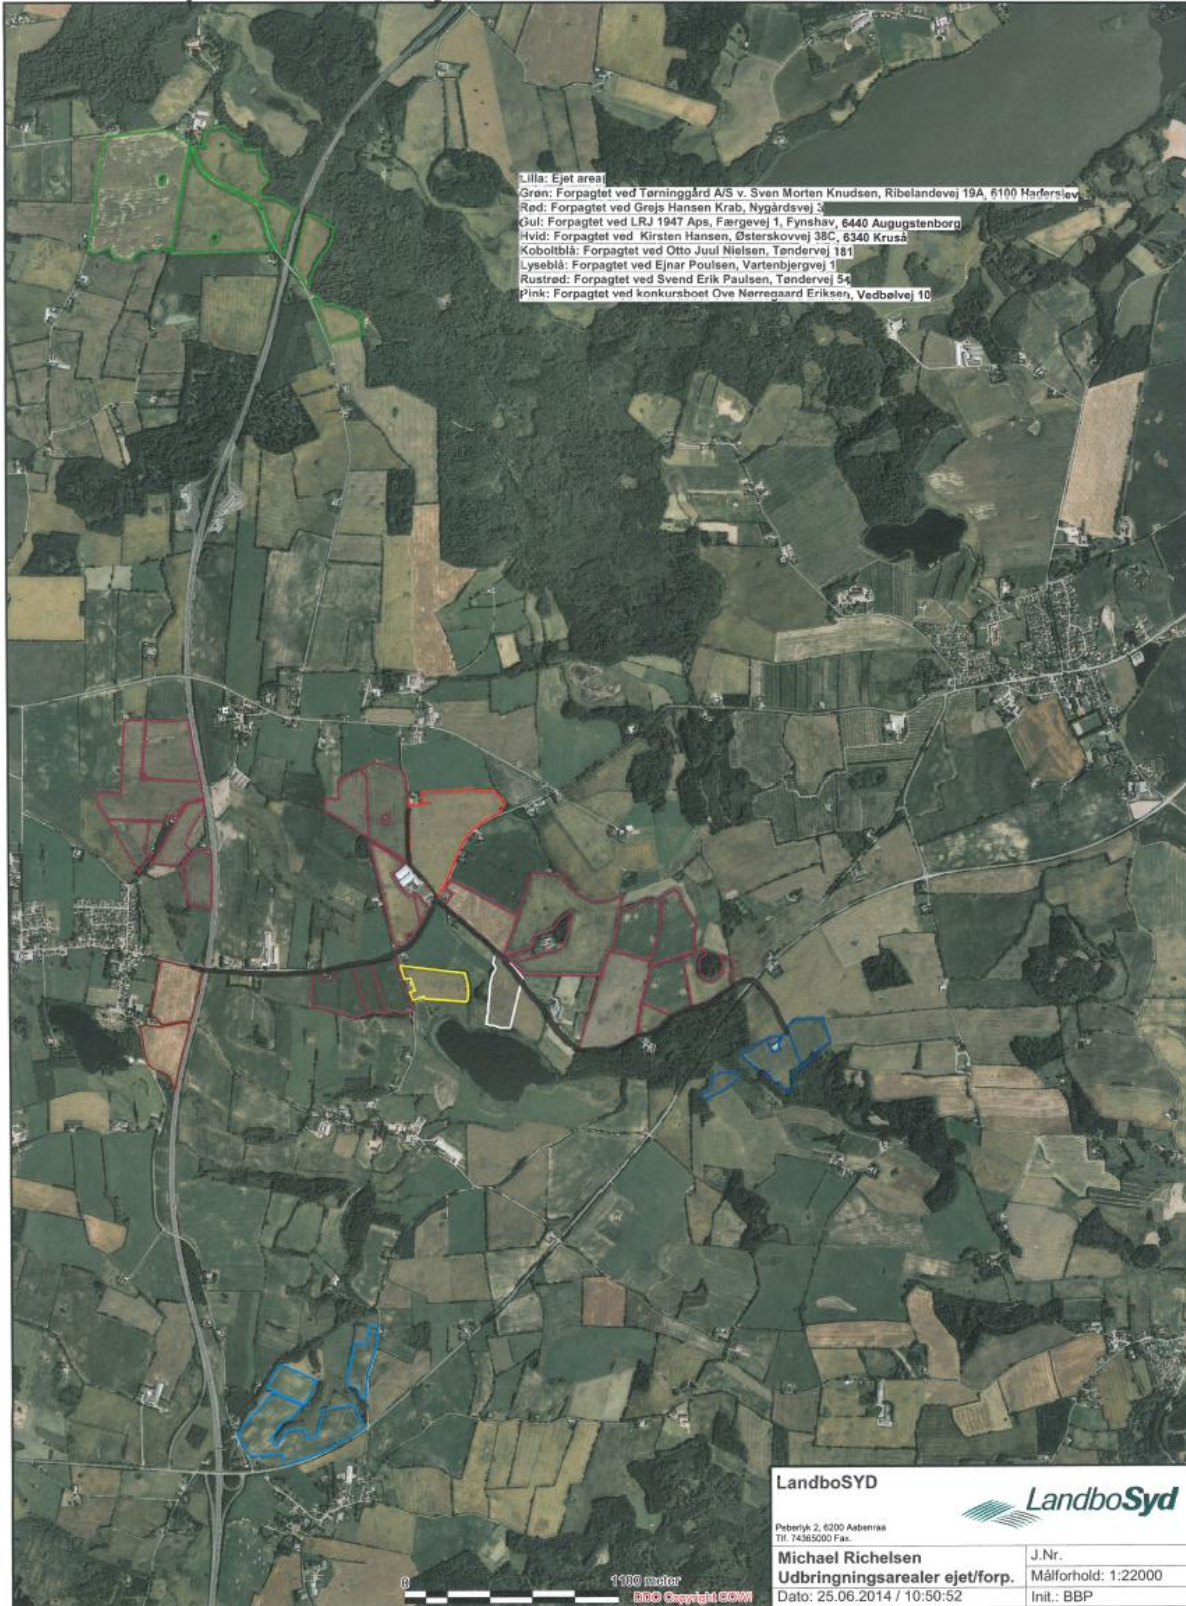 Lilla: Ejet areal
Grøn: Forpagtet ved Tørninggård A/S v. Sven Morten Knudsen, Ribelandevej 19A, 6100 Haderslev
Rød: Forpagtet ved Grejs Hansen Krab, Nygårdsvej 3
Gul: Forpagtet ved LRJ 1947 Aps, Færgevej 1, Fynshav, 6440 Augugstenborg
Hvid: Forpagtet ved Kirsten Hansen, Østerskovvej 38C, 6340 Kruså
Koboltblå: Forpagtet ved Otto Juul Nielsen, Tøndervej 181
Lyseblå: Forpagtet ved Ejnar Poulsen, Vartenbjergvej 1
Rustrød: Forpagtet ved Svend Erik Paulsen, Tøndervej 54
Pink: Forpagtet ved konkursboet Ove Nørregaard Eriksen, Vedbølvej 10
0 1100 meter
DDO Copyright COWI
LandboSYD
LandboSyd
Peberlyk 2, 6200 Aabenraa
Tlf. 74365000 Fax.
Michael Richelsen
Udbringningsarealer ejet/forp.
Dato: 25.06.2014 / 10:50:52
J.Nr.
Målforhold: 1:22000
Init.: BBP